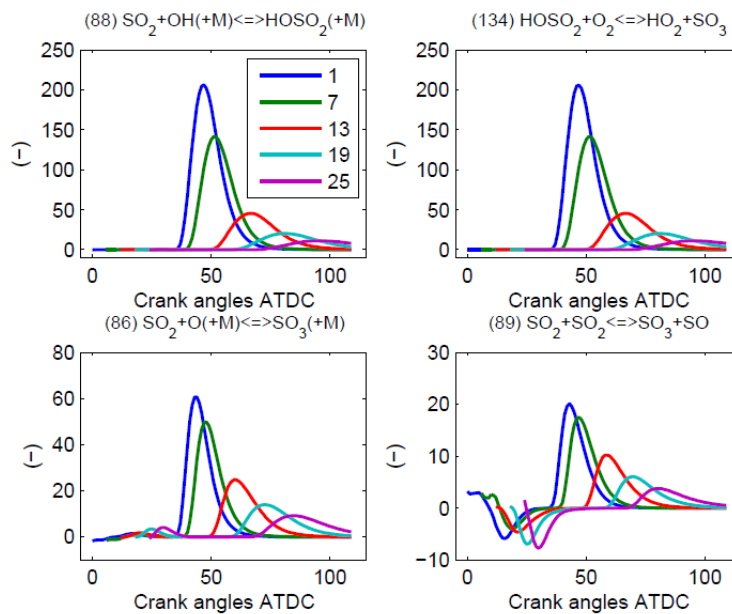 (88) SO2+OH(+M)<=>HOSO2(+M)
(134) HOSO2+O2<=>HO2+SO3
250
200
150
100
50
0
(−)
0 50 100
Crank angles ATDC
1
7
13
19
25
250
200
150
100
50
0
(−)
0 50 100
Crank angles ATDC
(86) SO2+O(+M)<=>SO3(+M)
(89) SO2+SO2<=>SO3+SO
80
60
40
20
0
(−)
0 50 100
Crank angles ATDC
30
20
10
0
−10
(−)
0 50 100
Crank angles ATDC